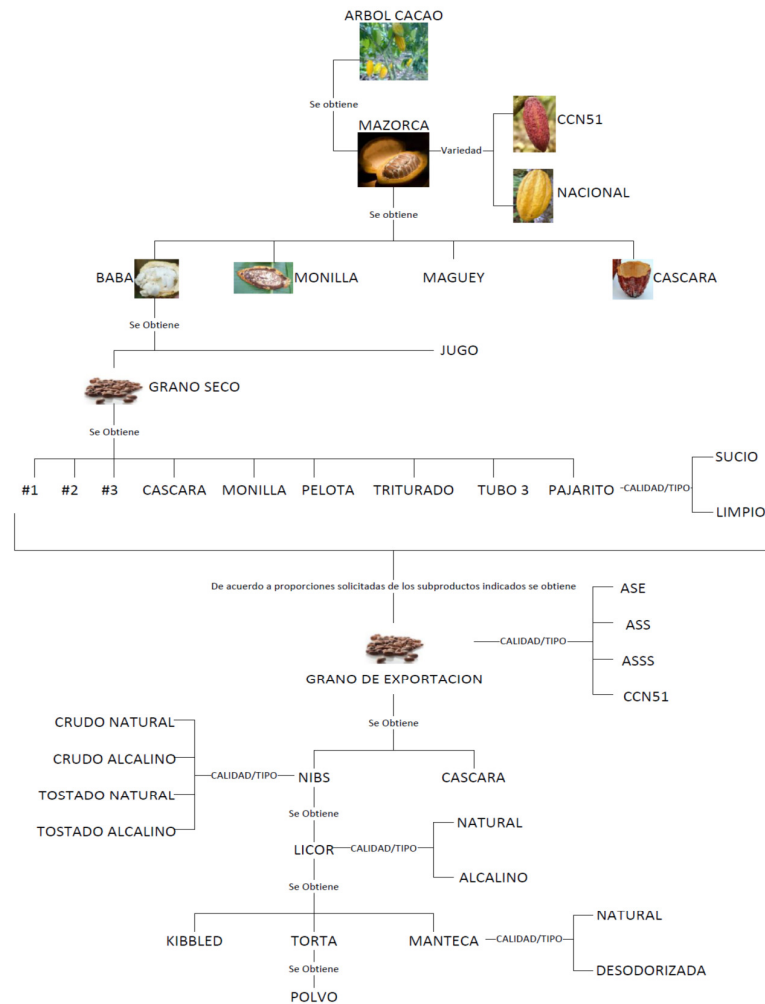 ARBOL CACAO
Se obtiene
MAZORCA
Variedad
CCN51
NACIONAL
Se obtiene
BABA
MONILLA
MAGUEY
CASCARA
Se Obtiene
JUGO
GRANO SECO
Se Obtiene
#1
#2
#3
CASCARA
MONILLA
PELOTA
TRITURADO
TUBO 3
PAJARITO
CALIDAD/TIPO
SUCIO
LIMPIO
De acuerdo a proporciones solicitadas de los subproductos indicados se obtiene
GRANO DE EXPORTACION
CALIDAD/TIPO
ASE
ASS
ASSS
CCN51
Se Obtiene
NIBS
CASCARA
CALIDAD/TIPO
CRUDO NATURAL
CRUDO ALCALINO
TOSTADO NATURAL
TOSTADO ALCALINO
Se Obtiene
LICOR
CALIDAD/TIPO
NATURAL
ALCALINO
Se Obtiene
KIBBLED
TORTA
MANTECA
CALIDAD/TIPO
NATURAL
DESODORIZADA
Se Obtiene
POLVO